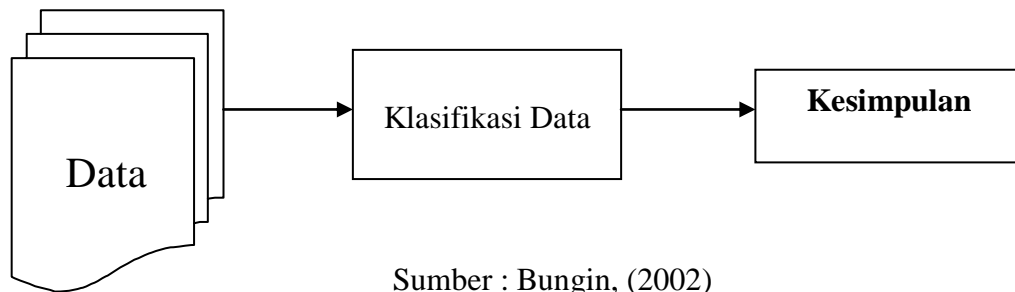 Data
Klasifikasi Data
Kesimpulan
Sumber : Bungin, (2002)